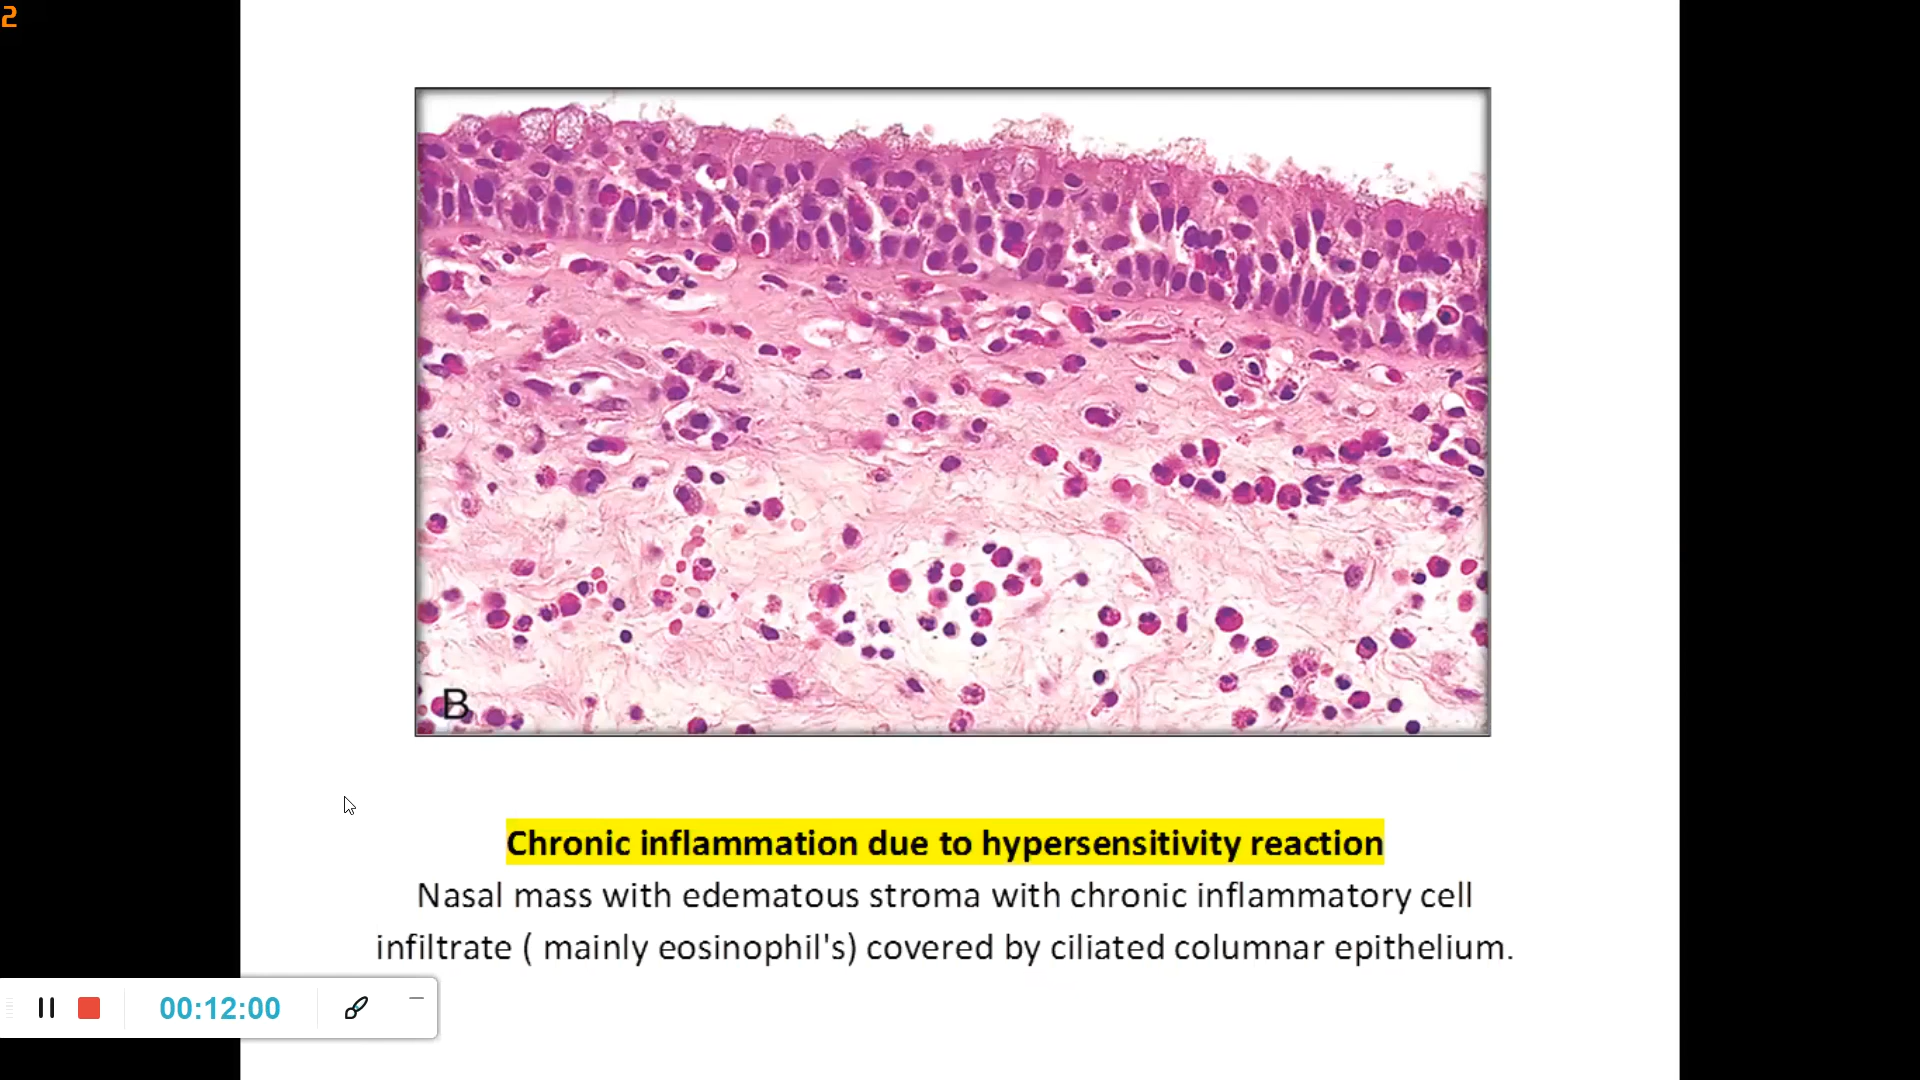 2
B
Chronic inflammation due to hypersensitivity reaction
Nasal mass with edematous stroma with chronic inflammatory cell
infiltrate ( mainly eosinophil's) covered by ciliated columnar epithelium.
00:12:00